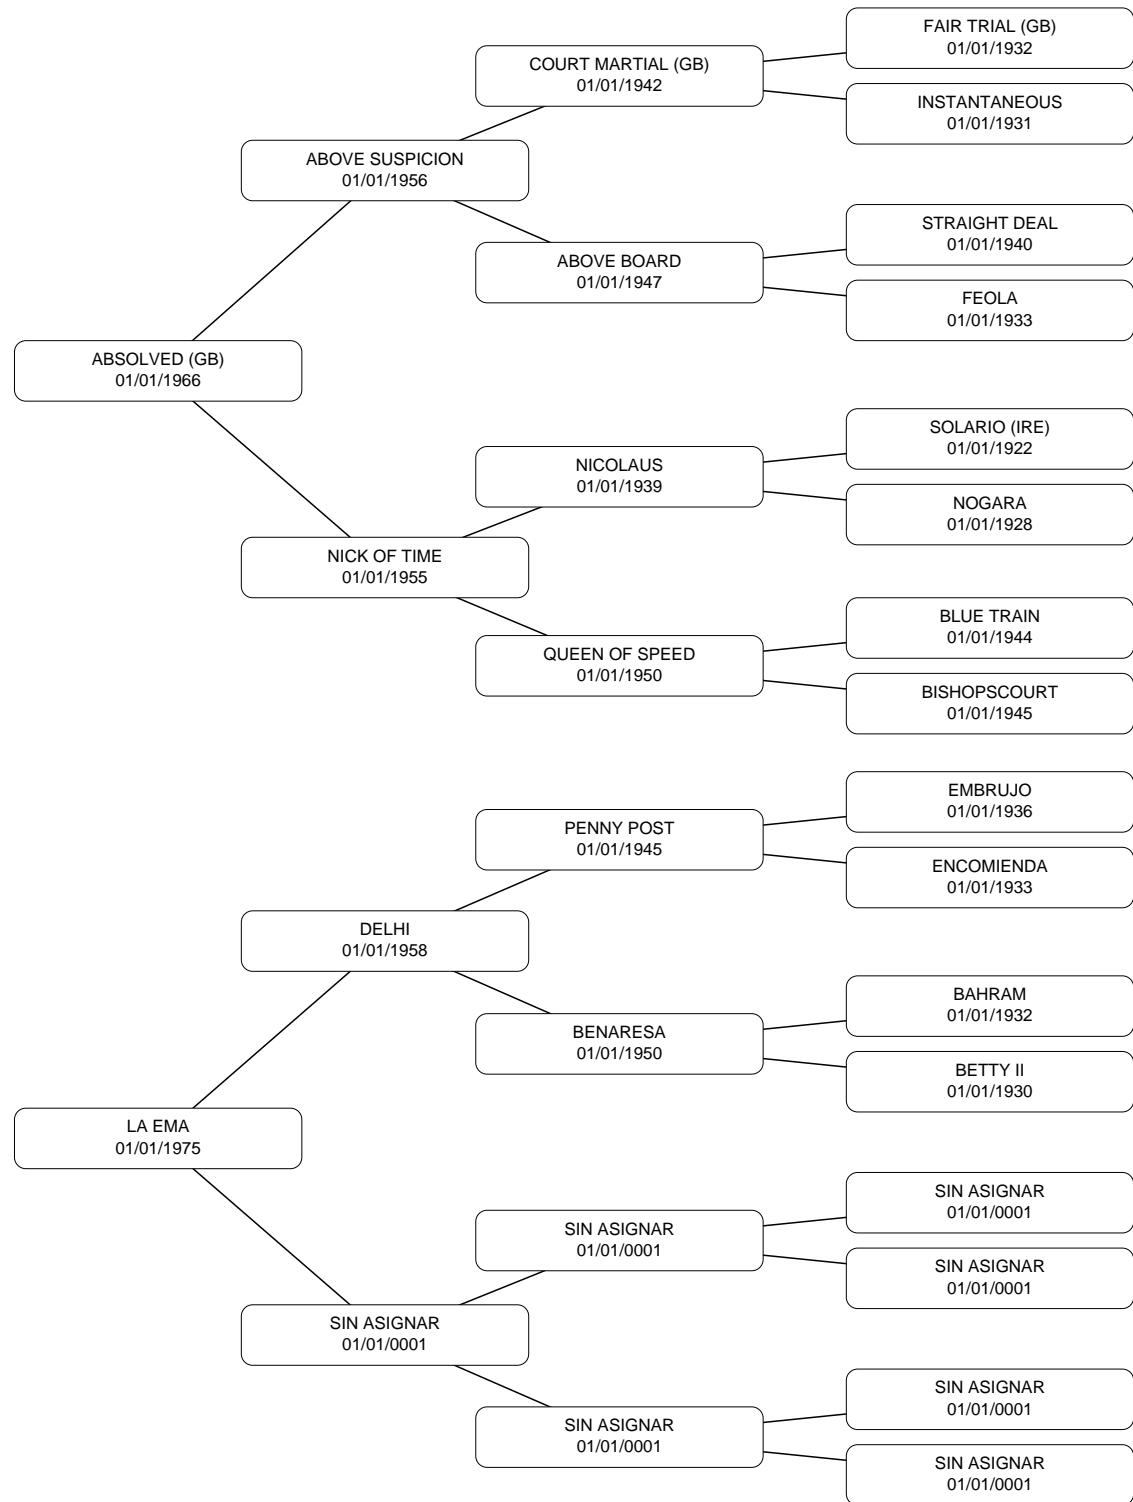 FAIR TRIAL (GB)
01/01/1932
COURT MARTIAL (GB)
01/01/1942
INSTANTANEOUS
01/01/1931
ABOVE SUSPICION
01/01/1956
STRAIGHT DEAL
01/01/1940
ABOVE BOARD
01/01/1947
FEOLA
01/01/1933
ABSOLVED (GB)
01/01/1966
SOLARIO (IRE)
01/01/1922
NICOLAUS
01/01/1939
NOGARA
01/01/1928
NICK OF TIME
01/01/1955
BLUE TRAIN
01/01/1944
QUEEN OF SPEED
01/01/1950
BISHOPSCOURT
01/01/1945
EMBRUJO
01/01/1936
PENNY POST
01/01/1945
ENCOMIENDA
01/01/1933
DELHI
01/01/1958
BAHRAM
01/01/1932
BENARESA
01/01/1950
BETTY II
01/01/1930
LA EMA
01/01/1975
SIN ASIGNAR
01/01/0001
SIN ASIGNAR
01/01/0001
SIN ASIGNAR
01/01/0001
SIN ASIGNAR
01/01/0001
SIN ASIGNAR
01/01/0001
SIN ASIGNAR
01/01/0001
SIN ASIGNAR
01/01/0001